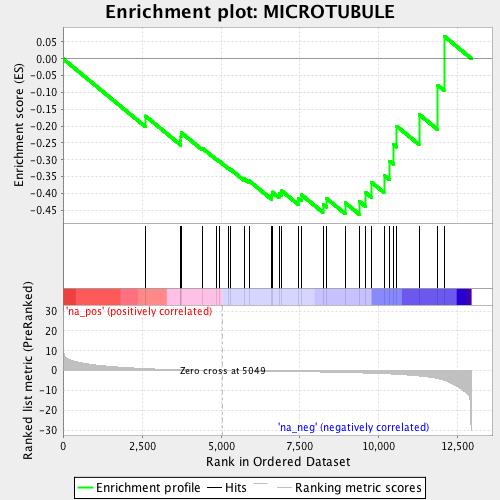 Enrichment plot: MICROTUBULE
Enrichment score (ES)
0.05
0.00
-0.05
-0.10
-0.15
-0.20
-0.25
-0.30
-0.35
-0.40
-0.45
'na_pos' (positively correlated)
Ranked list metric (PreRanked)
30
20
10
0
-10
-20
-30
Zero cross at 5049
'na_neg' (negatively correlated)
0
2,500
5,000
7,500
10,000
12,500
Rank in Ordered Dataset
Enrichment profile
Hits
Ranking metric scores